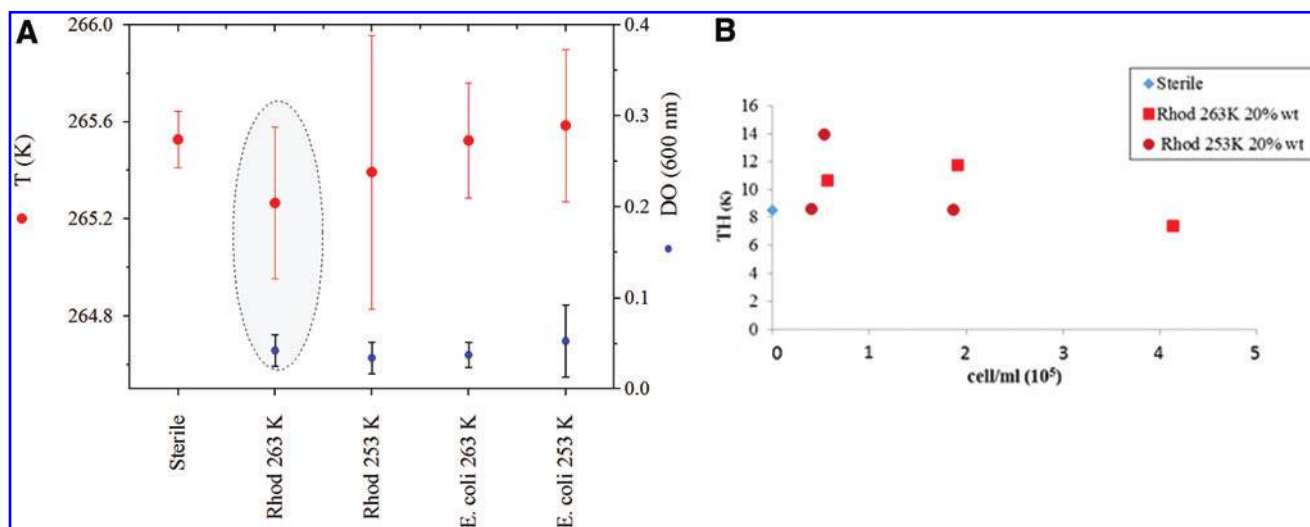 A
266.0
265.6
265.2
264.8
T (K)
0.4
0.3
0.2
0.1
0.0
DO (600 nm)
Sterile
Rhod 263 K
Rhod 253 K
E. coli 263 K
E. coli 253 K
B
Sterile
Rhod 263K 20% wt
Rhod 253K 20% wt
16
14
12
10
8
6
4
2
0
TH (K)
0 1 2 3 4 5
cell/ml (10⁵)